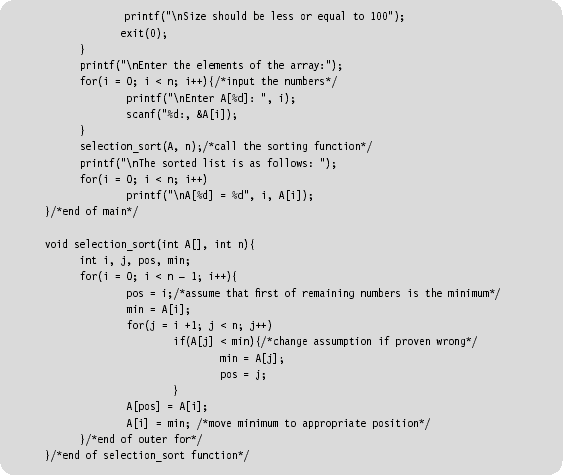 printf("\nSize should be less or equal to 100");
exit(0);
}
printf("\nEnter the elements of the array:");
for(i = 0; i < n; i++){/*input the numbers*/
printf("\nEnter A[%d]: ", i);
scanf("%d:, &A[i]);
}
selection_sort(A, n);/*call the sorting function*/
printf("\nThe sorted list is as follows: ");
for(i = 0; i < n; i++)
printf("\nA[%d] = %d", i, A[i]);
}/*end of main*/
void selection_sort(int A[], int n){
int i, j, pos, min;
for(i = 0; i < n – 1; i++){
pos = i;/*assume that first of remaining numbers is the minimum*/
min = A[i];
for(j = i +1; j < n; j++)
if(A[j] < min){/*change assumption if proven wrong*/
min = A[j];
pos = j;
}
A[pos] = A[i];
A[i] = min; /*move minimum to appropriate position*/
}/*end of outer for*/
}/*end of selection_sort function*/